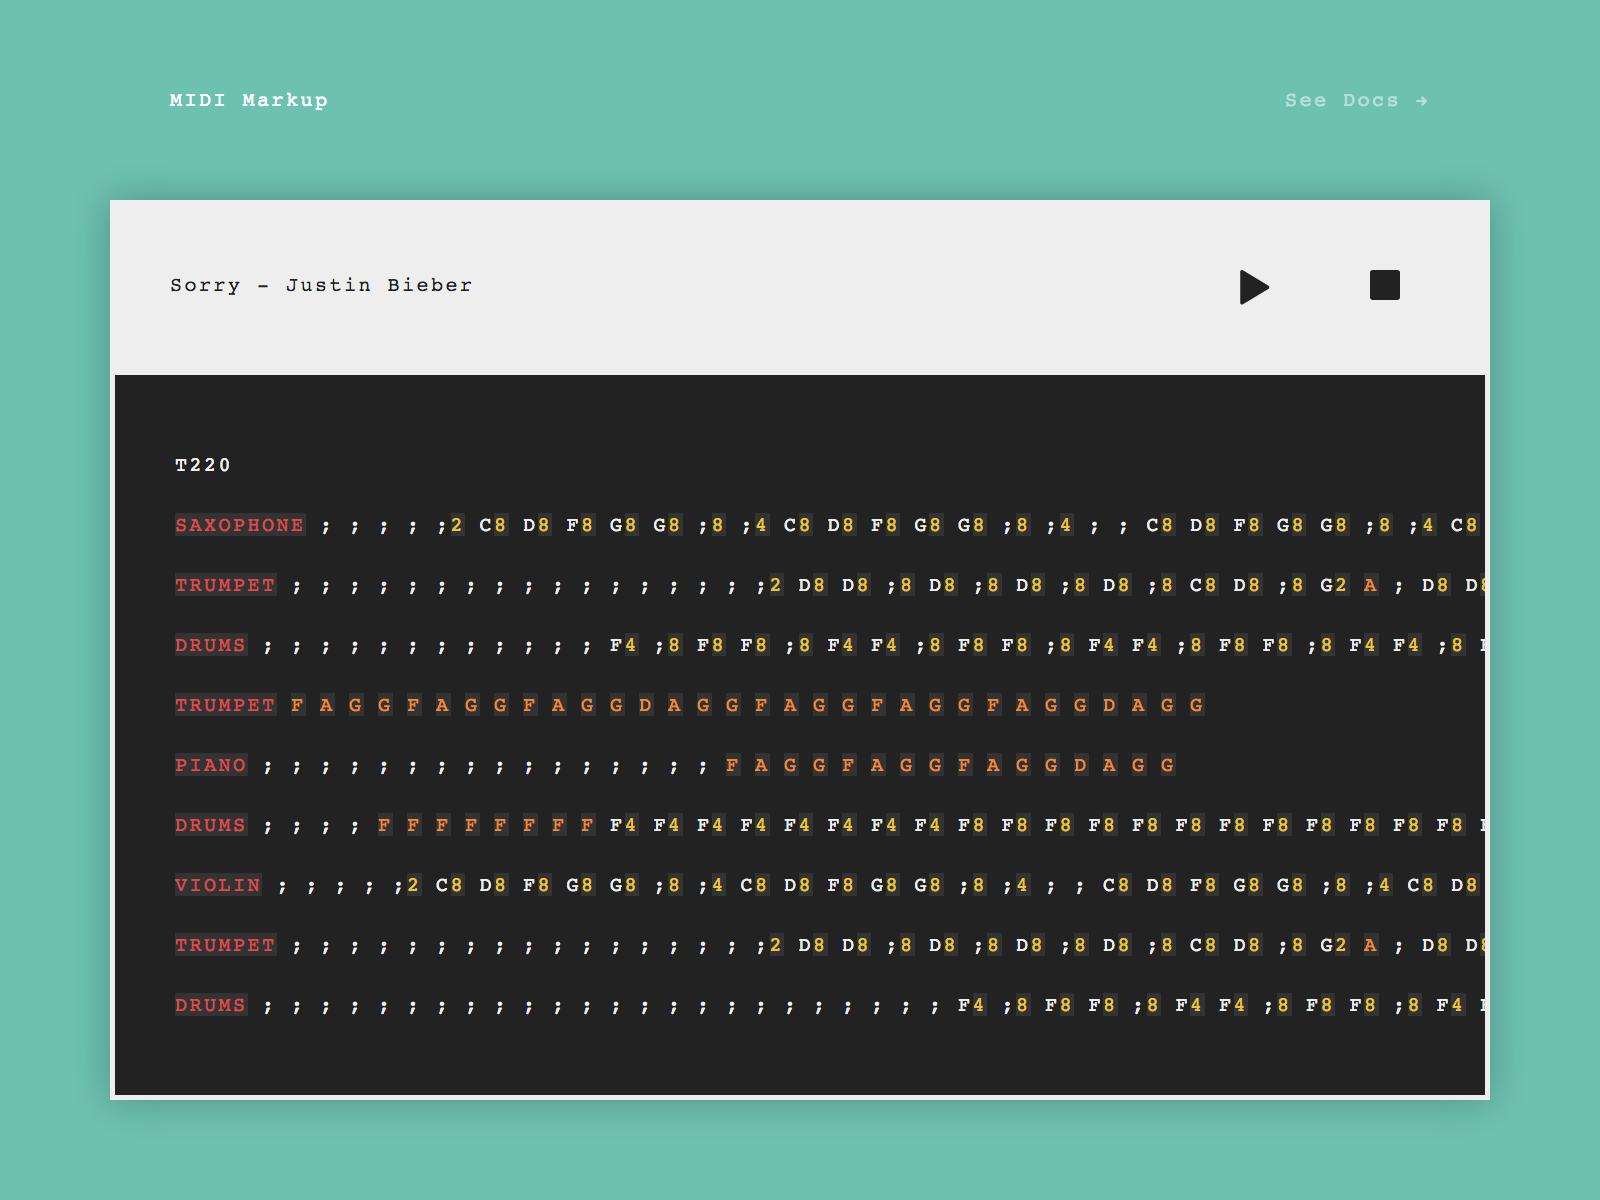 MIDI Markup
See Docs →
Sorry - Justin Bieber
T220
SAXOPHONE ; ; ; ; ;2 C8 D8 F8 G8 G8 ;8 ;4 C8 D8 F8 G8 G8 ;8 ;4 ; ; C8 D8 F8 G8 G8 ;8 ;4 C8
TRUMPET ; ; ; ; ; ; ; ; ; ; ; ; ; ; ; ; ;2 D8 D8 ;8 D8 ;8 D8 ;8 D8 ;8 C8 D8 ;8 G2 A ; D8 D8
DRUMS ; ; ; ; ; ; ; ; ; ; ; ; F4 ;8 F8 F8 ;8 F4 F4 ;8 F8 F8 ;8 F4 F4 ;8 F8 F8 ;8 F4 F4 ;8
TRUMPET F A G G F A G G F A G G D A G G F A G G F A G G F A G G D A G G
PIANO ; ; ; ; ; ; ; ; ; ; ; ; ; ; ; ; F A G G F A G G F A G G D A G G
DRUMS ; ; ; ; F F F F F F F F F4 F4 F4 F4 F4 F4 F4 F4 F8 F8 F8 F8 F8 F8 F8 F8 F8 F8 F8 F8
VIOLIN ; ; ; ; ;2 C8 D8 F8 G8 G8 ;8 ;4 C8 D8 F8 G8 G8 ;8 ;4 ; ; C8 D8 F8 G8 G8 ;8 ;4 C8 D8
TRUMPET ; ; ; ; ; ; ; ; ; ; ; ; ; ; ; ; ;2 D8 D8 ;8 D8 ;8 D8 ;8 D8 ;8 C8 D8 ;8 G2 A ; D8 D8
DRUMS ; ; ; ; ; ; ; ; ; ; ; ; ; ; ; ; ; ; ; ; ; ; ; ; F4 ;8 F8 F8 ;8 F4 F4 ;8 F8 F8 ;8 F4